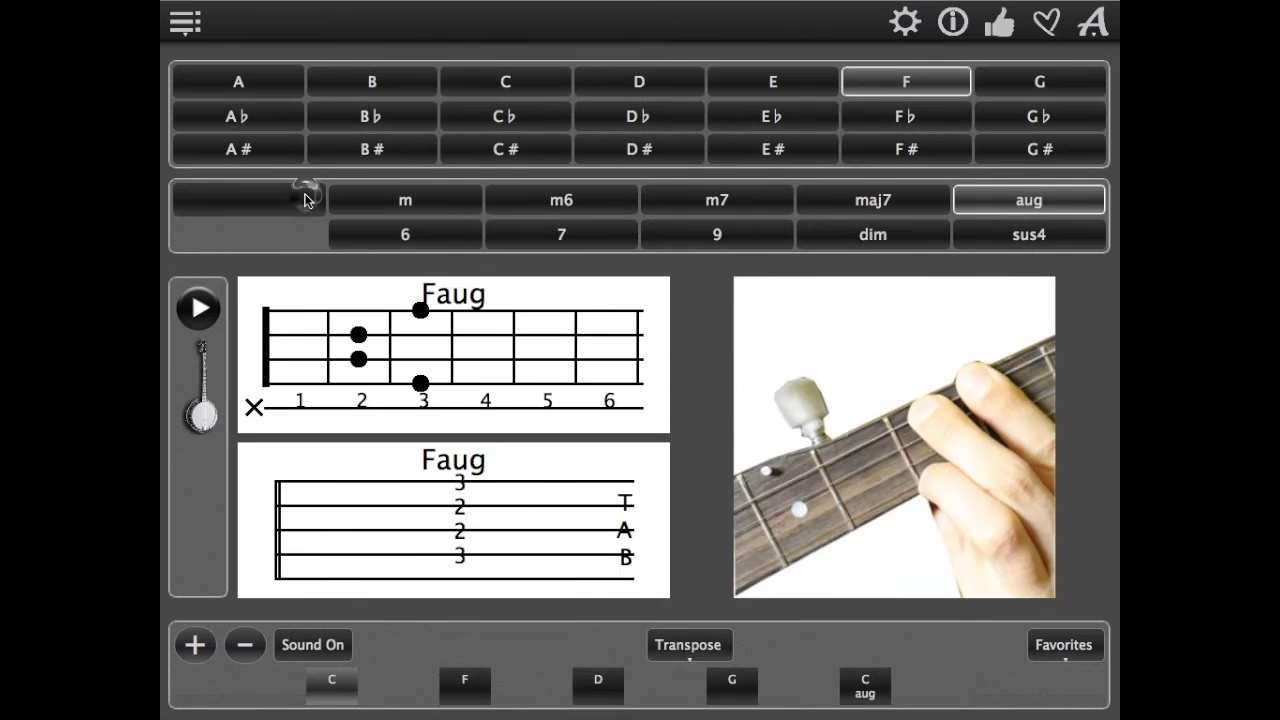 A
A B C D E F G
A♭ B♭ C♭ D♭ E♭ F♭ G♭
A# B# C# D# E# F# G#
m m6 m7 maj7 aug
6 7 9 dim sus4
Faug
1 2 3 4 5 6
Faug
3
2 T
2 A
3 B
Sound On Transpose Favorites
C F D G C
aug